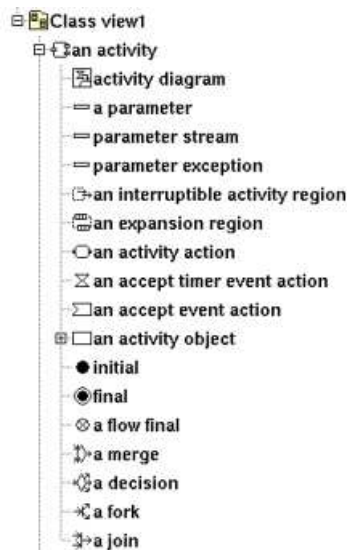 Class view1
an activity
activity diagram
a parameter
parameter stream
parameter exception
an interruptible activity region
an expansion region
an activity action
an accept timer event action
an accept event action
an activity object
initial
final
a flow final
a merge
a decision
a fork
a join